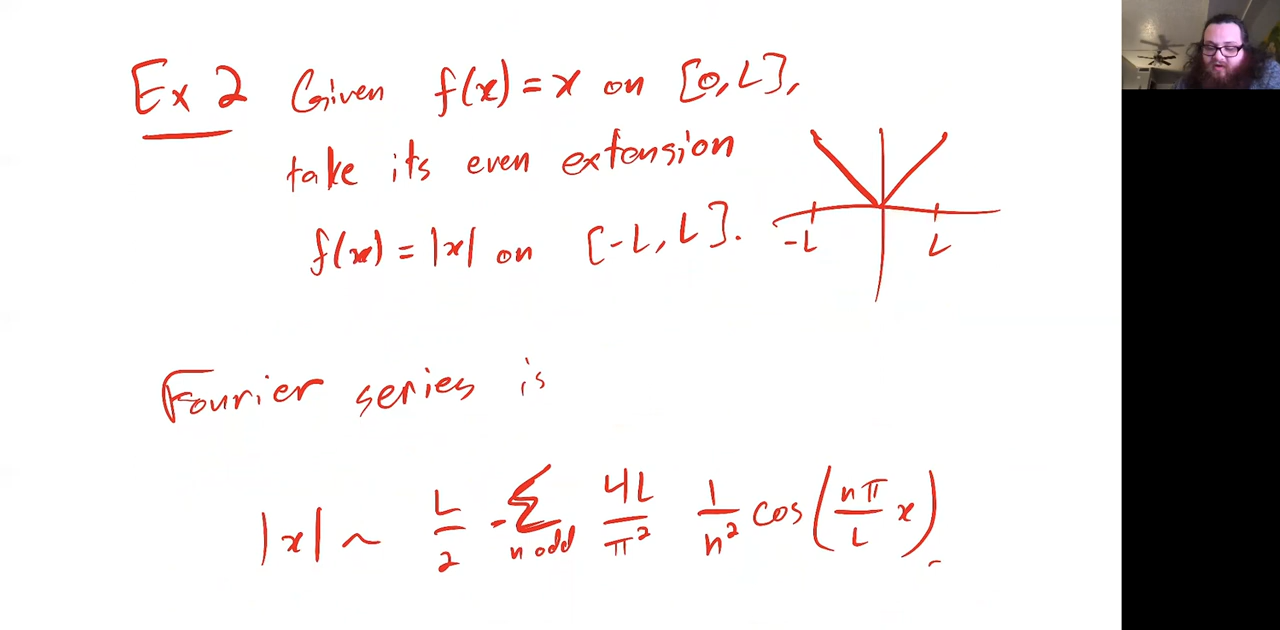 Ex 2 Given f(x) = x on [0, L],
take its even extension
f(x) = |x| on [-L, L].
-L L
Fourier series is
|x| ~ L/2 - Σ n odd 4L/π² 1/n² cos(nπ/L x)